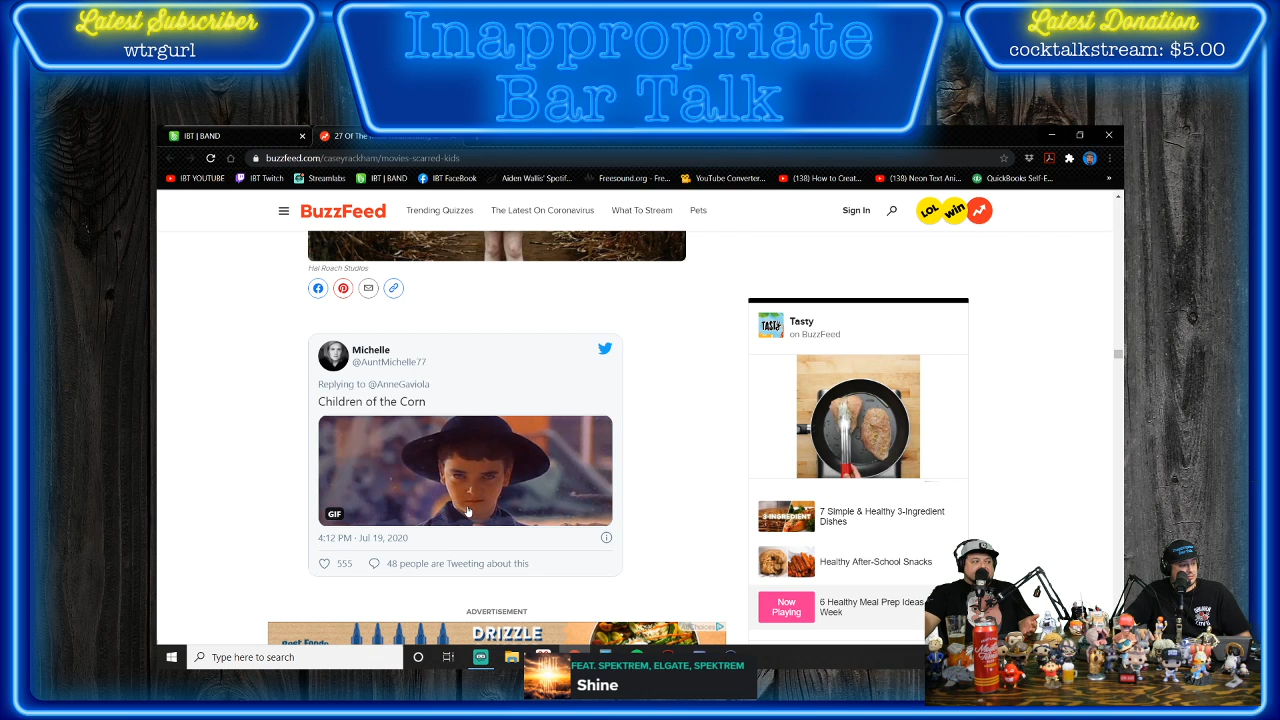 Latest Subscriber
wtrgurl
Inappropriate
Bar Talk
Latest Donation
cocktalkstream: $5.00
IBT | BAND
27 Of The
buzzfeed.com/caseyrackham/movies-scarred-kids
IBT YOUTUBE
IBT Twitch
Streamlabs
IBT | BAND
IBT FaceBook
Aiden Wallis' Spotif...
Freesound.org - Fre...
YouTube Converter...
(138) How to Creat...
(138) Neon Text Ani...
QuickBooks Self-E...
BuzzFeed
Trending Quizzes
The Latest On Coronavirus
What To Stream
Pets
Sign In
LOL
win
Hal Roach Studios
Michelle
@AuntMichelle77
Replying to @AnneGaviola
Children of the Corn
GIF
4:12 PM · Jul 19, 2020
555
48 people are Tweeting about this
TASTY
Tasty
on BuzzFeed
3-INGREDIENT
7 Simple & Healthy 3-Ingredient
Dishes
Healthy After-School Snacks
Now
Playing
6 Healthy Meal Prep Ideas
Week
ADVERTISEMENT
Best Foods
DRIZZLE
AdChoices
Type here to search
FEAT. SPEKTREM, ELGATE, SPEKTREM
Shine